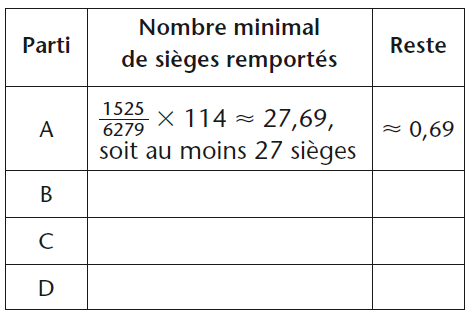 Parti
Nombre minimal
de sièges remportés
Reste
A
1525/6279 × 114 ≈ 27,69,
soit au moins 27 sièges
≈ 0,69
B
C
D